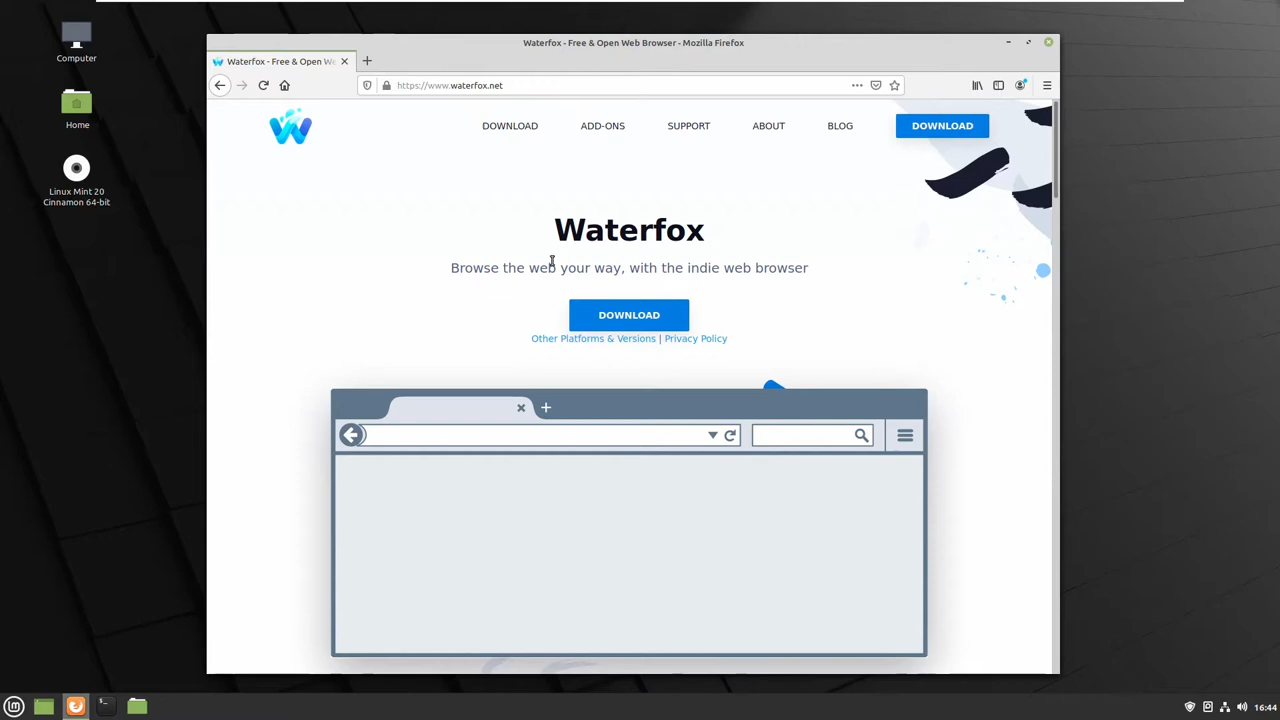 Computer
Home
Linux Mint 20
Cinnamon 64-bit
Waterfox - Free & Open Web Browser - Mozilla Firefox
Waterfox - Free & Open We
https://www.waterfox.net
DOWNLOAD ADD-ONS SUPPORT ABOUT BLOG DOWNLOAD
Waterfox
Browse the web your way, with the indie web browser
DOWNLOAD
Other Platforms & Versions | Privacy Policy
16:44